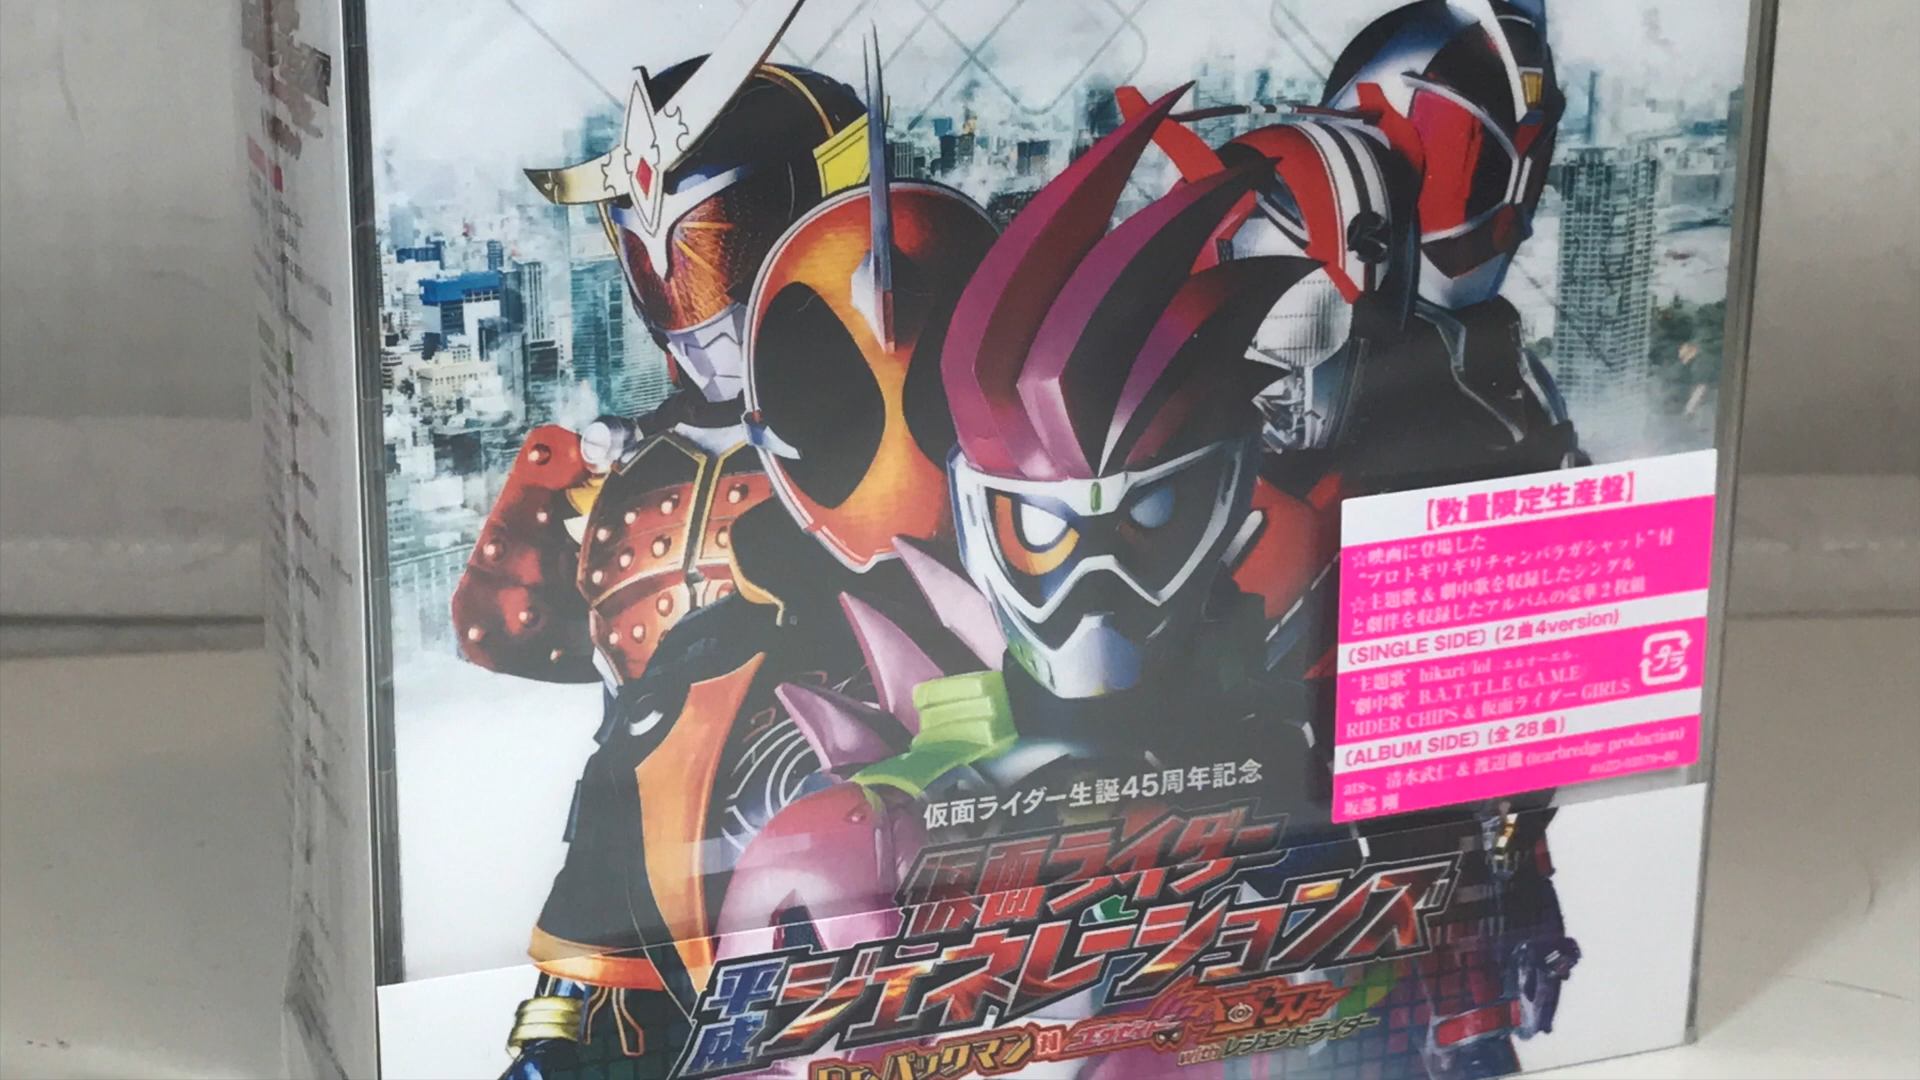 【数量限定生産盤】
☆映画に登場した
"プロトギリギリチャンバラガシャット"付
☆主題歌&劇中歌を収録したシングル
と劇伴を収録したアルバムの豪華2枚組
〔SINGLE SIDE〕(2曲4version)
"主題歌" hikari/lol -エルオーエル-
"劇中歌" B.A.T.T.L.E G.A.M.E/
RIDER CHIPS & 仮面ライダーGIRLS
プラ
〔ALBUM SIDE〕(全28曲)
ats-、清水武仁 & 渡辺徹 (tearbridge production)
坂部 剛
仮面ライダー生誕45周年記念
仮面ライダー
平成ジェネレーションズ
Dr.パックマン 対 エグゼイド ゴースト
with レジェンドライダー